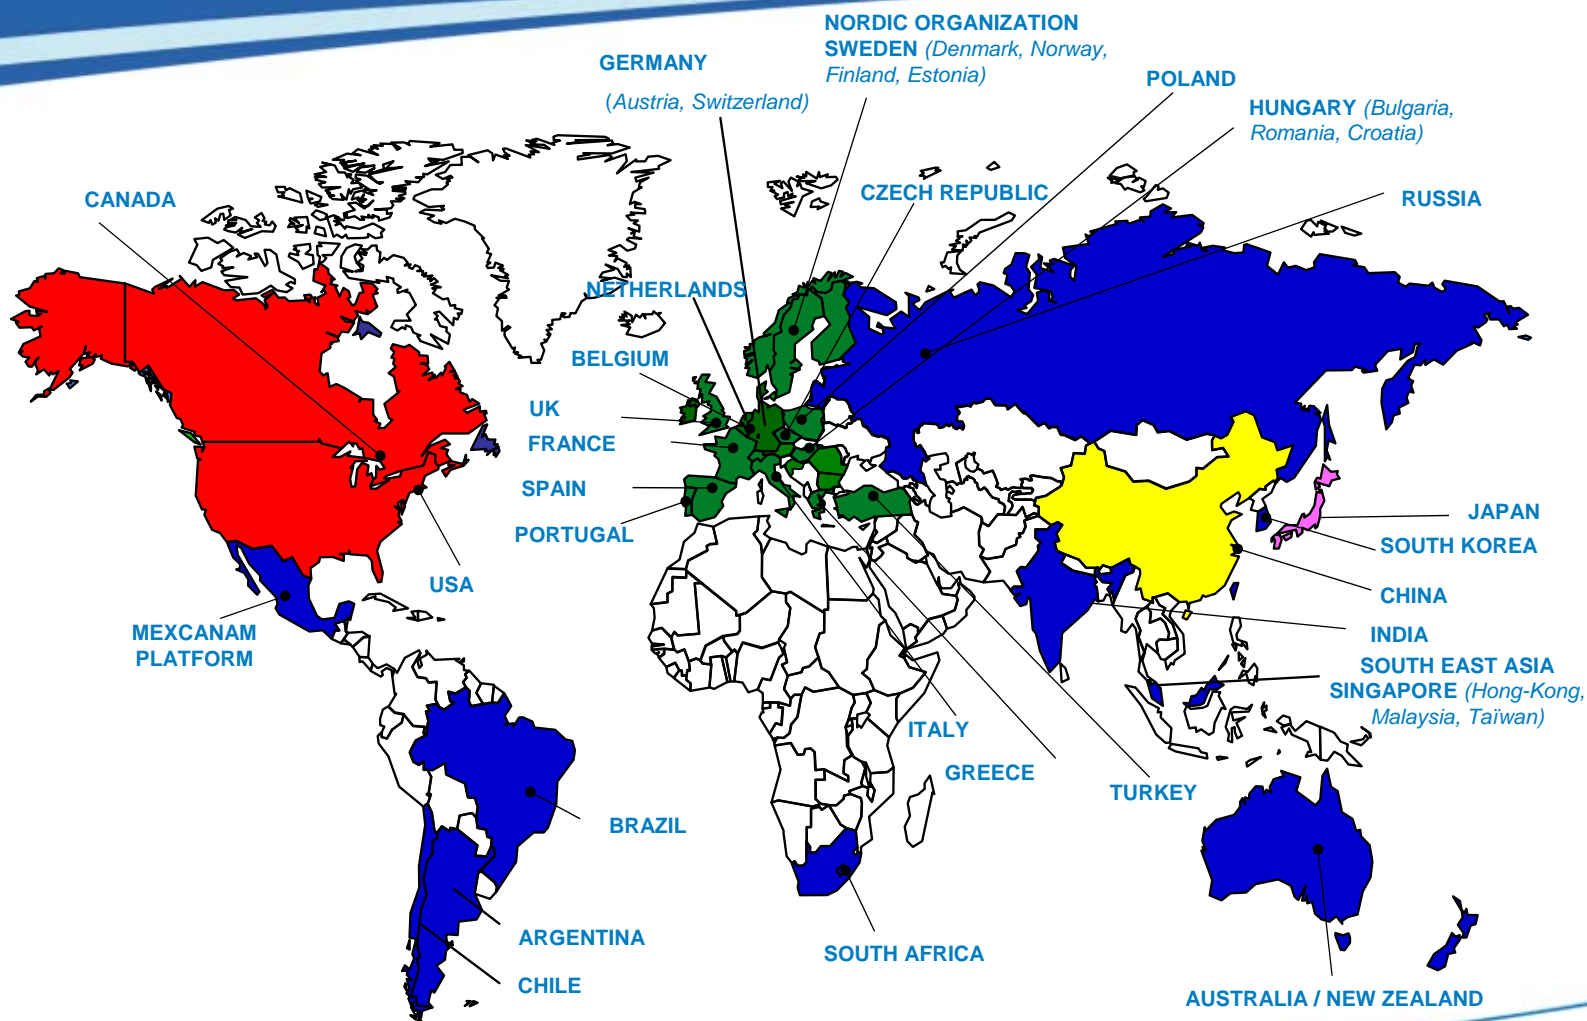 NORDIC ORGANIZATION
SWEDEN (Denmark, Norway,
Finland, Estonia)
GERMANY
(Austria, Switzerland)
POLAND
HUNGARY (Bulgaria,
Romania, Croatia)
CZECH REPUBLIC
RUSSIA
CANADA
NETHERLANDS
BELGIUM
UK
FRANCE
SPAIN
PORTUGAL
USA
MEXCANAM
PLATFORM
JAPAN
SOUTH KOREA
CHINA
INDIA
SOUTH EAST ASIA
SINGAPORE (Hong-Kong,
Malaysia, Taïwan)
ITALY
GREECE
TURKEY
BRAZIL
ARGENTINA
CHILE
SOUTH AFRICA
AUSTRALIA / NEW ZEALAND